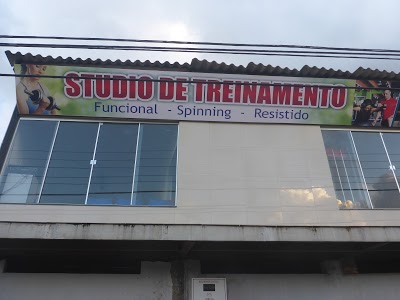 STUDIO DE TREINAMENTO
Funcional - Spinning - Resistido